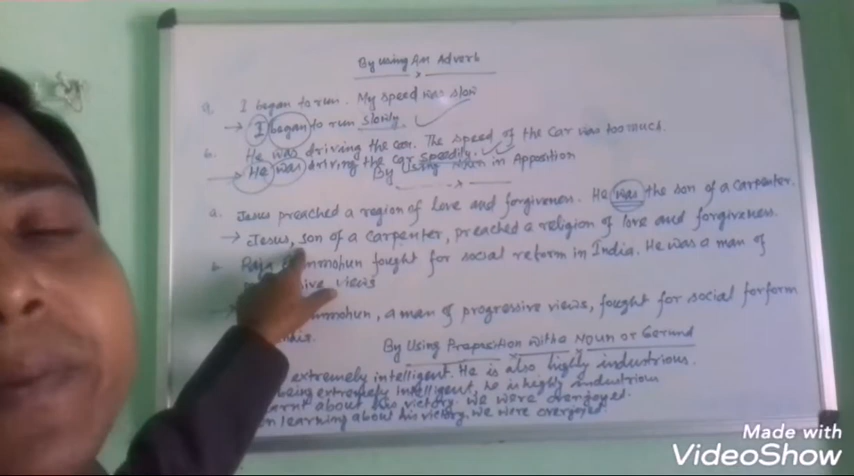 By using An Adverb
a. I began to run. My speed was slow
→ I began to run slowly.
b. He was driving the car. The speed of the car was too much.
→ He was driving the car speedily.
By Using Noun in Apposition
a. Jesus preached a region of love and forgiveness. He was the son of a carpenter.
→ Jesus, son of a carpenter, preached a religion of love and forgiveness.
Raja mmohun fought for social reform in India. He was a man of
ive views
mmohun, a man of progressive views, fought for social forform
By Using Preposition with a Noun or Gerund
extremely intelligent. He is also highly industrious.
being extremely intelligent, he is highly industrious
earnt about his victory. We were overjoyed.
n learning about his victory, we were overjoyed.
Made with
VideoShow